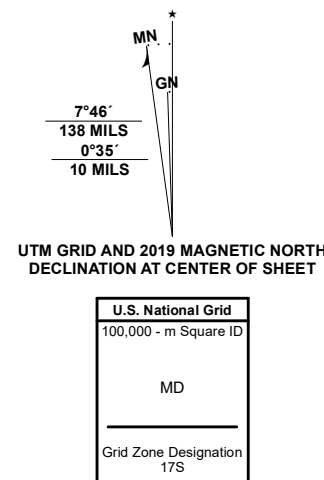 ★
MN
GN
7°46´
138 MILS
0°35´
10 MILS
UTM GRID AND 2019 MAGNETIC NORTH
DECLINATION AT CENTER OF SHEET
U.S. National Grid
100,000 - m Square ID
MD
Grid Zone Designation
17S